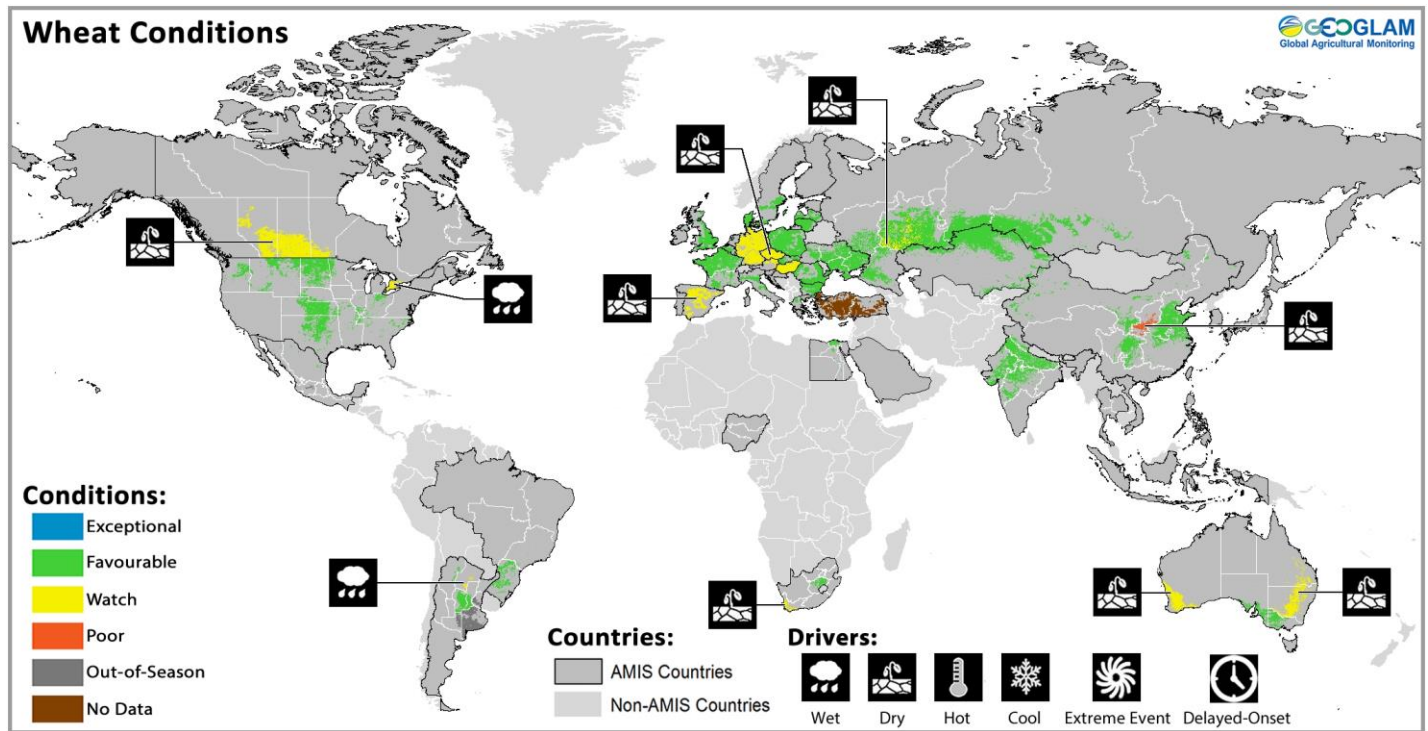 Wheat Conditions
GEOGLAM
Global Agricultural Monitoring
Conditions:
Exceptional
Favourable
Watch
Poor
Out-of-Season
No Data
Countries:
AMIS Countries
Non-AMIS Countries
Drivers:
Wet
Dry
Hot
Cool
Extreme Event
Delayed-Onset